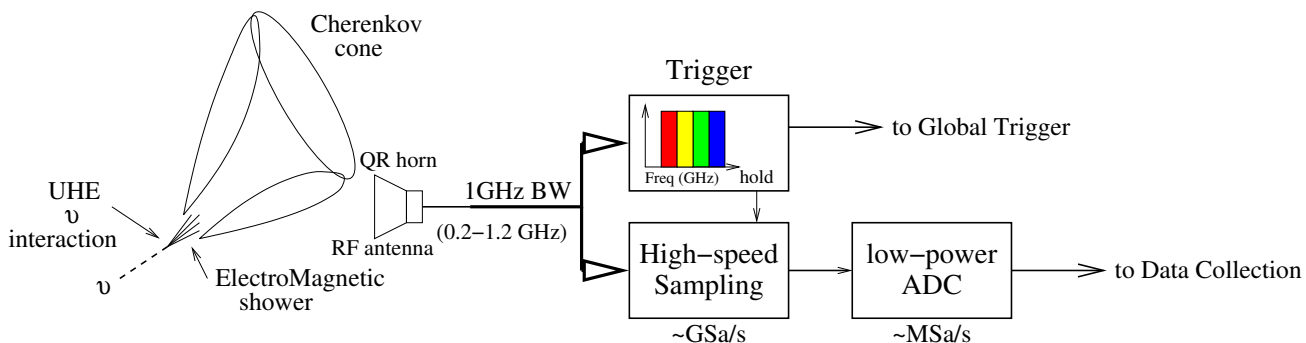 Cherenkov
cone
UHE
υ
interaction
υ
ElectroMagnetic
shower
QR horn
RF antenna
1GHz BW
(0.2−1.2 GHz)
Trigger
Freq (GHz)
hold
to Global Trigger
High−speed
Sampling
~GSa/s
low−power
ADC
~MSa/s
to Data Collection